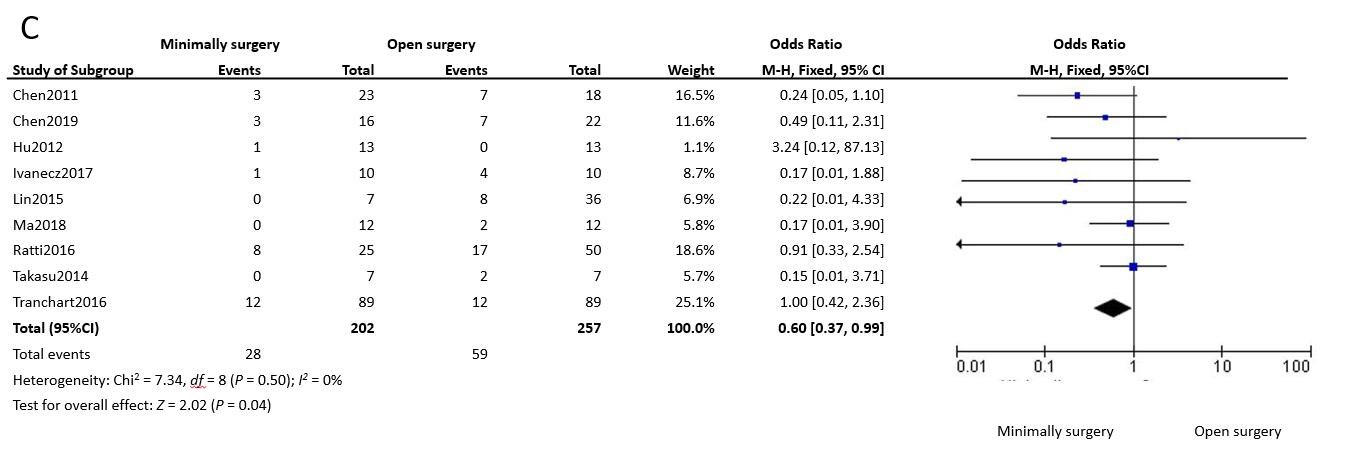 C
Minimally surgery Open surgery Odds Ratio Odds Ratio
Study of Subgroup Events Total Events Total Weight M-H, Fixed, 95% CI M-H, Fixed, 95%CI
Chen2011 3 23 7 18 16.5% 0.24 [0.05, 1.10]
Chen2019 3 16 7 22 11.6% 0.49 [0.11, 2.31]
Hu2012 1 13 0 13 1.1% 3.24 [0.12, 87.13]
Ivanecz2017 1 10 4 10 8.7% 0.17 [0.01, 1.88]
Lin2015 0 7 8 36 6.9% 0.22 [0.01, 4.33]
Ma2018 0 12 2 12 5.8% 0.17 [0.01, 3.90]
Ratti2016 8 25 17 50 18.6% 0.91 [0.33, 2.54]
Takasu2014 0 7 2 7 5.7% 0.15 [0.01, 3.71]
Tranchart2016 12 89 12 89 25.1% 1.00 [0.42, 2.36]
Total (95%CI) 202 257 100.0% 0.60 [0.37, 0.99]
Total events 28 59
Heterogeneity: Chi² = 7.34, df = 8 (P = 0.50); I² = 0%
Test for overall effect: Z = 2.02 (P = 0.04)
0.01 0.1 1 10 100
Minimally surgery Open surgery